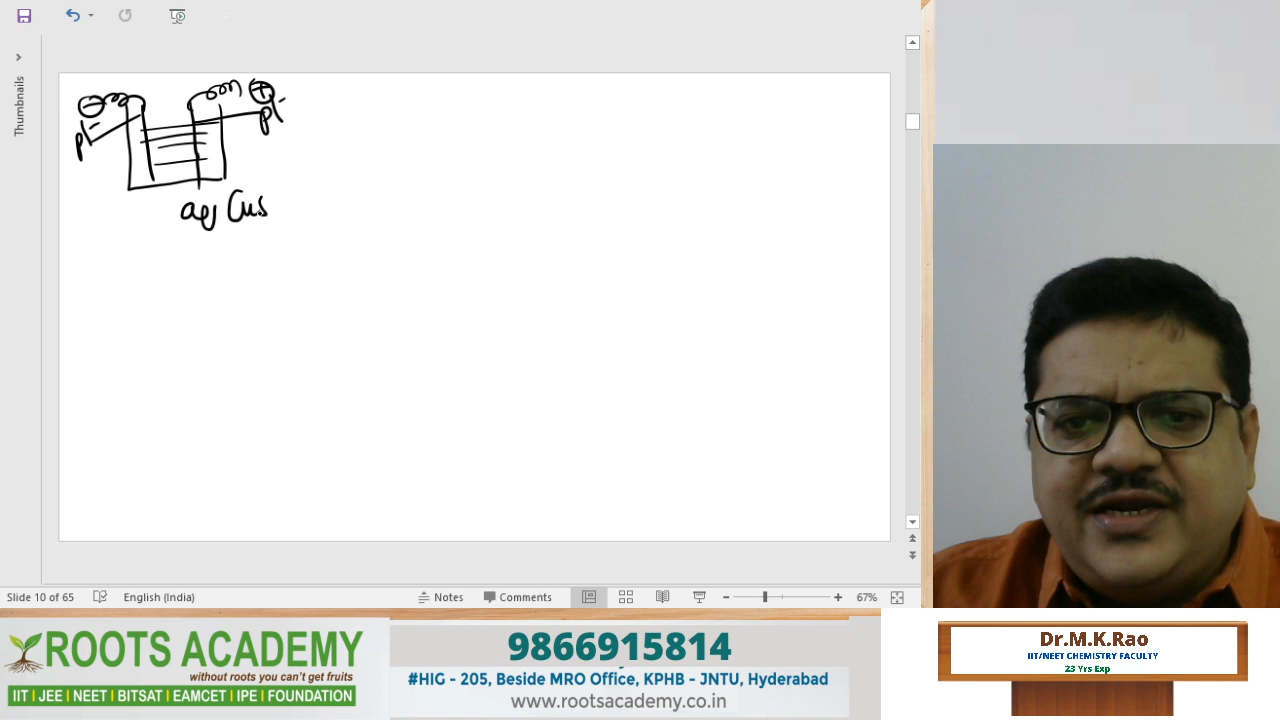 Thumbnails
⊖ ⊕
pt pt
aq CuS
Slide 10 of 65 English (India) Notes Comments 67%
ROOTS ACADEMY
without roots you can't get fruits
IIT I JEE I NEET I BITSAT I EAMCET I IPE I FOUNDATION
9866915814
#HIG - 205, Beside MRO Office, KPHB - JNTU, Hyderabad
www.rootsacademy.co.in
Dr.M.K.Rao
IIT/NEET CHEMISTRY FACULTY
23 Yrs Exp